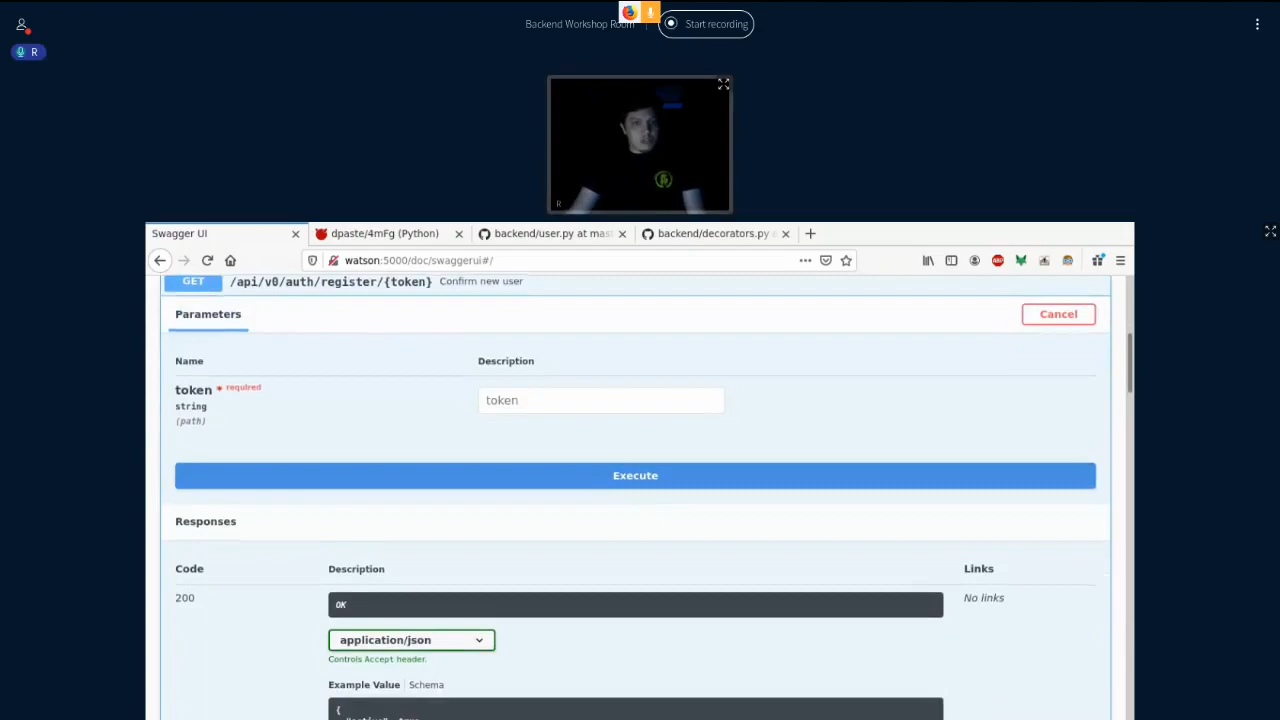 Backend Workshop Room
Start recording
R
R
Swagger UI
dpaste/4mFg (Python)
backend/user.py at mas
backend/decorators.py
watson:5000/doc/swaggerui#/
GET /api/v0/auth/register/{token} Confirm new user
Parameters
Cancel
Name Description
token * required
string
(path)
token
Execute
Responses
Code Description Links
200 OK No links
application/json
Controls Accept header.
Example Value Schema
{